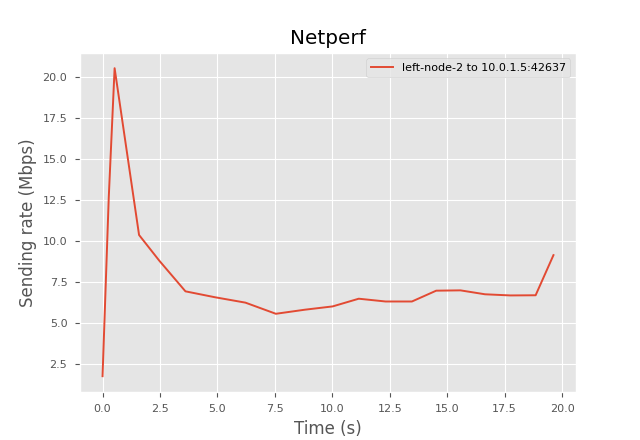 Netperf
left-node-2 to 10.0.1.5:42637
Sending rate (Mbps)
20.0
17.5
15.0
12.5
10.0
7.5
5.0
2.5
0.0 2.5 5.0 7.5 10.0 12.5 15.0 17.5 20.0
Time (s)